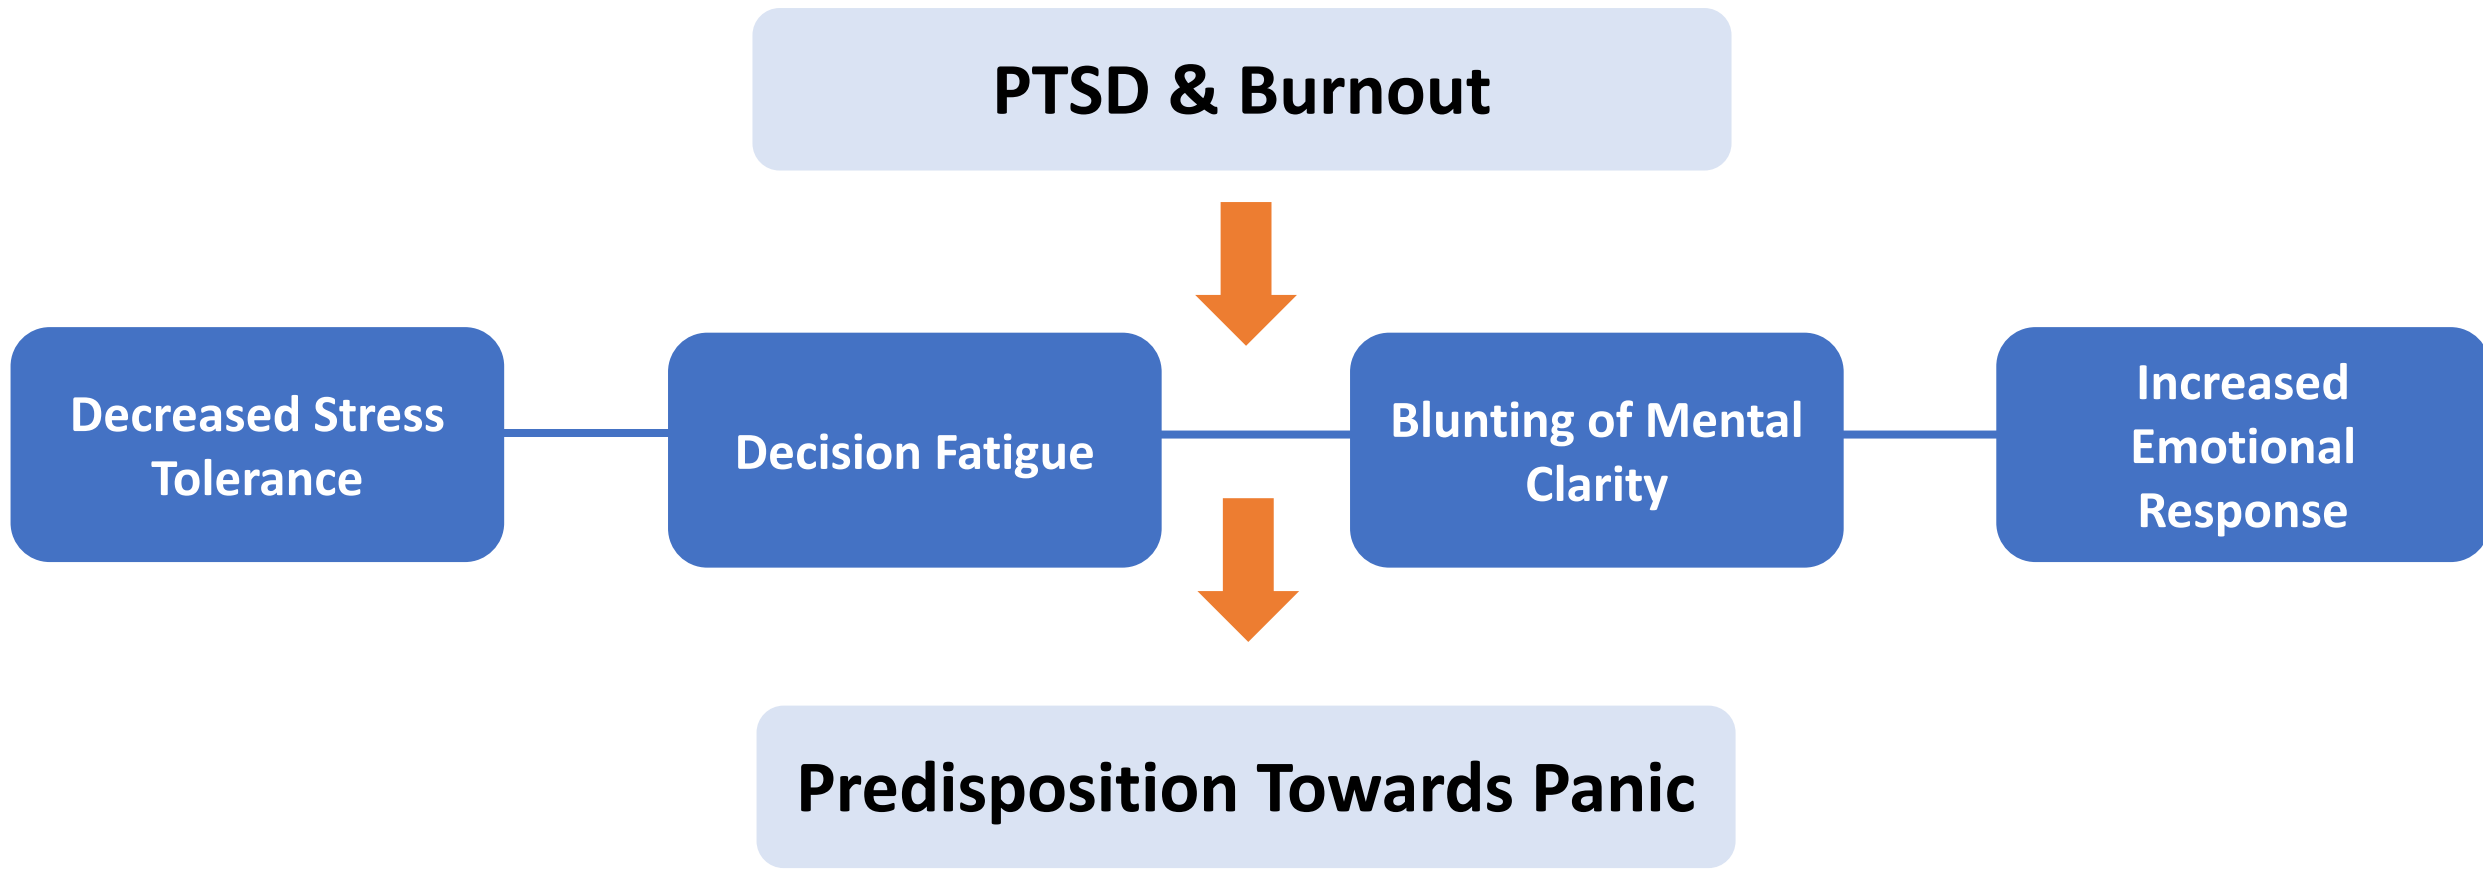 PTSD & Burnout
Decreased Stress
Tolerance
Decision Fatigue
Blunting of Mental
Clarity
Increased
Emotional
Response
Predisposition Towards Panic